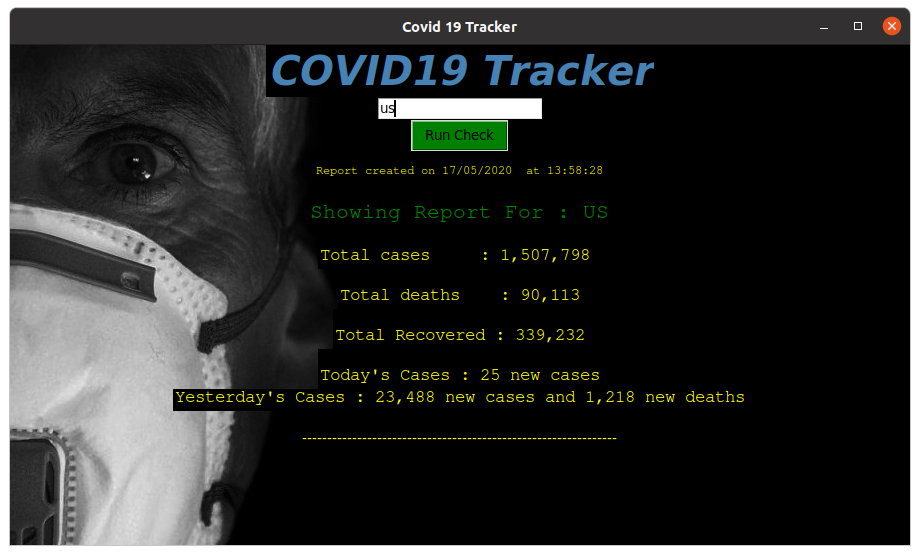 Covid 19 Tracker
COVID19 Tracker
us
Run Check
Report created on 17/05/2020  at 13:58:28
Showing Report For : US
Total cases     : 1,507,798
Total deaths    : 90,113
Total Recovered : 339,232
Today's Cases : 25 new cases
Yesterday's Cases : 23,488 new cases and 1,218 new deaths
---------------------------------------------------------------